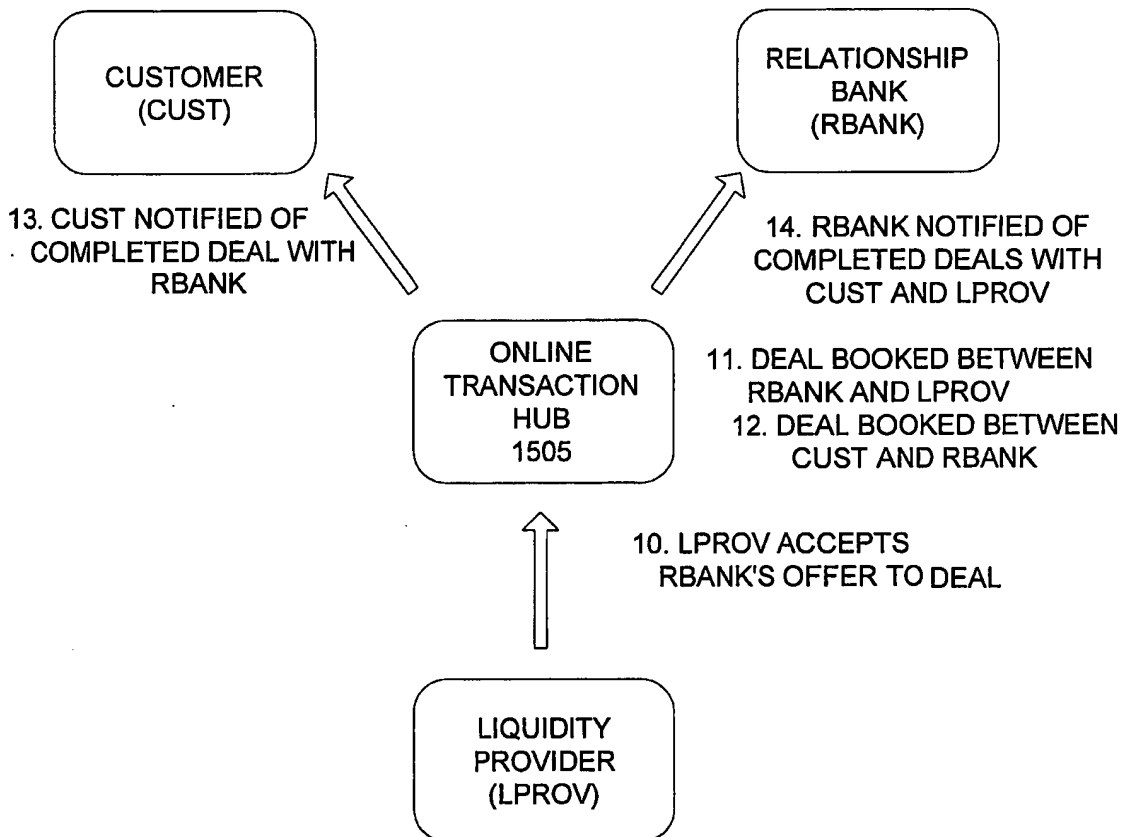 CUSTOMER
(CUST)
RELATIONSHIP
BANK
(RBANK)
13. CUST NOTIFIED OF
COMPLETED DEAL WITH
RBANK
14. RBANK NOTIFIED OF
COMPLETED DEALS WITH
CUST AND LPROV
ONLINE
TRANSACTION
HUB
1505
11. DEAL BOOKED BETWEEN
RBANK AND LPROV
12. DEAL BOOKED BETWEEN
CUST AND RBANK
10. LPROV ACCEPTS
RBANK'S OFFER TO DEAL
LIQUIDITY
PROVIDER
(LPROV)